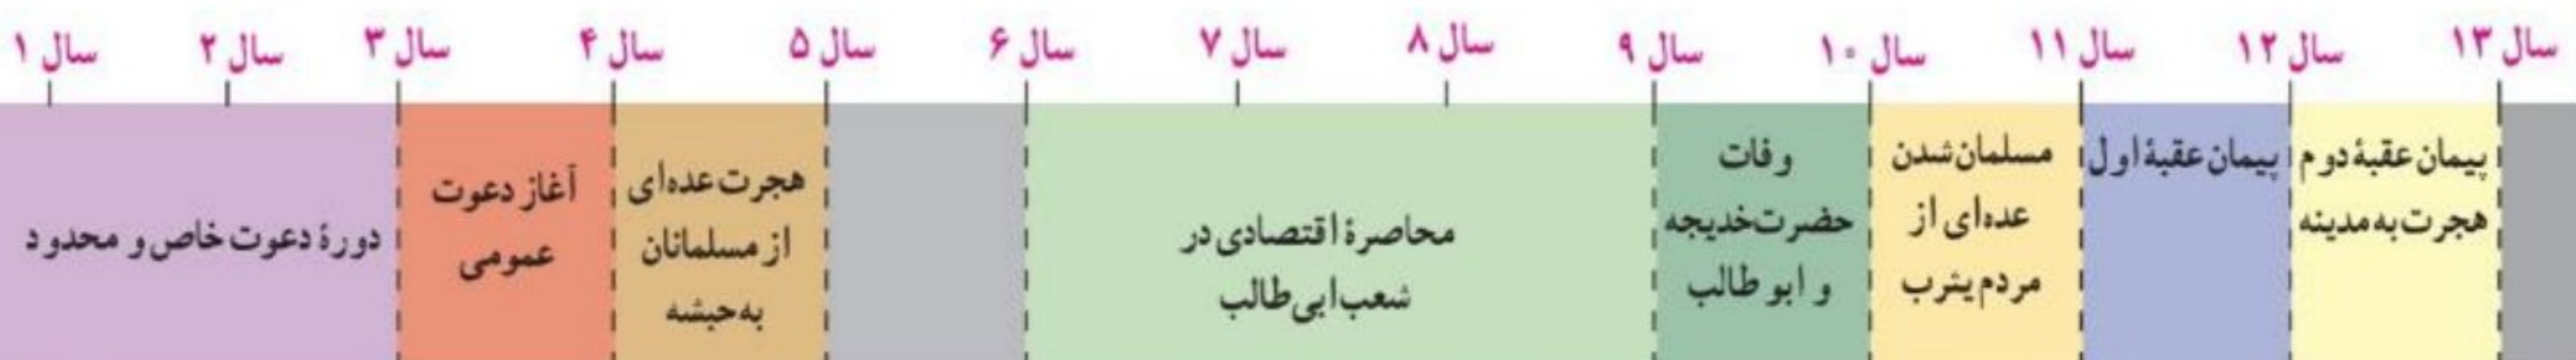 سال ۱
سال ۲
سال ۳
سال ۴
سال ۵
سال ۶
سال ۷
سال ۸
سال ۹
سال ۱۰
سال ۱۱
سال ۱۲
سال ۱۳
دورهٔ دعوت خاص و محدود
آغاز دعوت
عمومی
هجرت عده‌ای
از مسلمانان
به حبشه
محاصرهٔ اقتصادی در
شعب ابی‌طالب
وفات
حضرت خدیجه
و ابوطالب
مسلمان شدن
عده‌ای از
مردم یثرب
پیمان عقبهٔ اول
پیمان عقبهٔ دوم
هجرت به مدینه